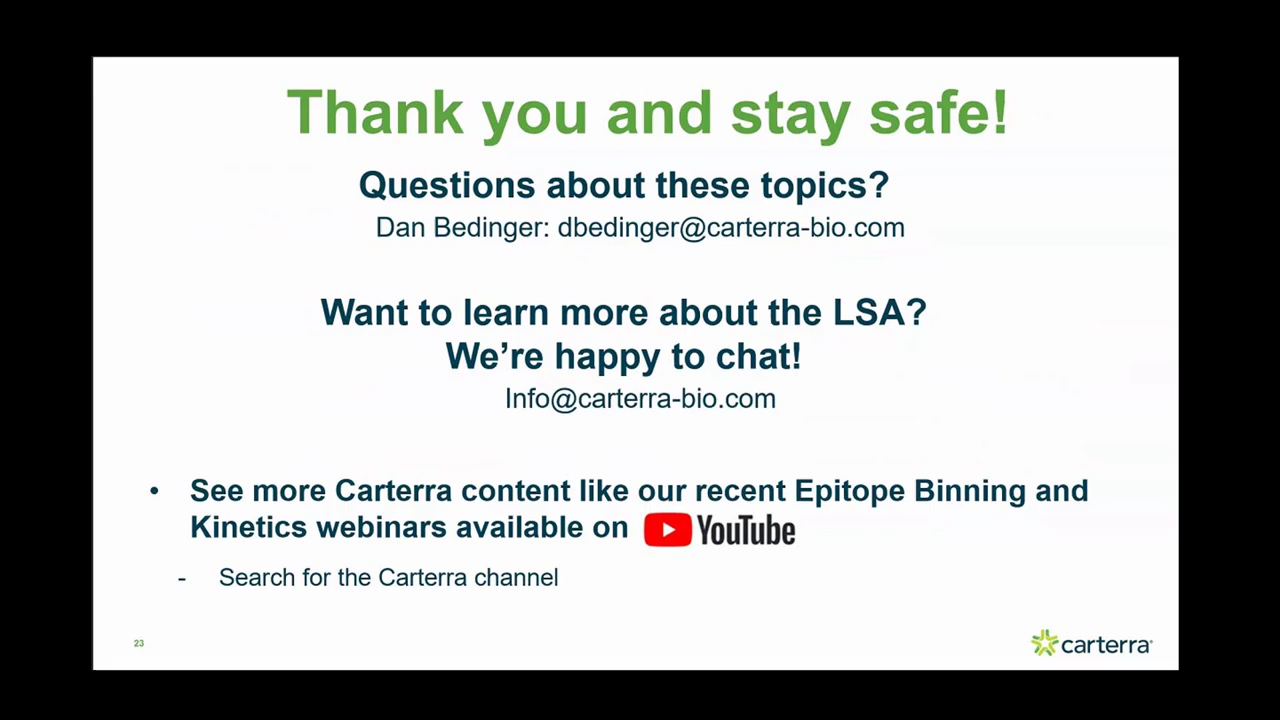 Thank you and stay safe!
Questions about these topics?
Dan Bedinger: dbedinger@carterra-bio.com
Want to learn more about the LSA?
We’re happy to chat!
Info@carterra-bio.com
• See more Carterra content like our recent Epitope Binning and
Kinetics webinars available on YouTube
- Search for the Carterra channel
23
carterra®